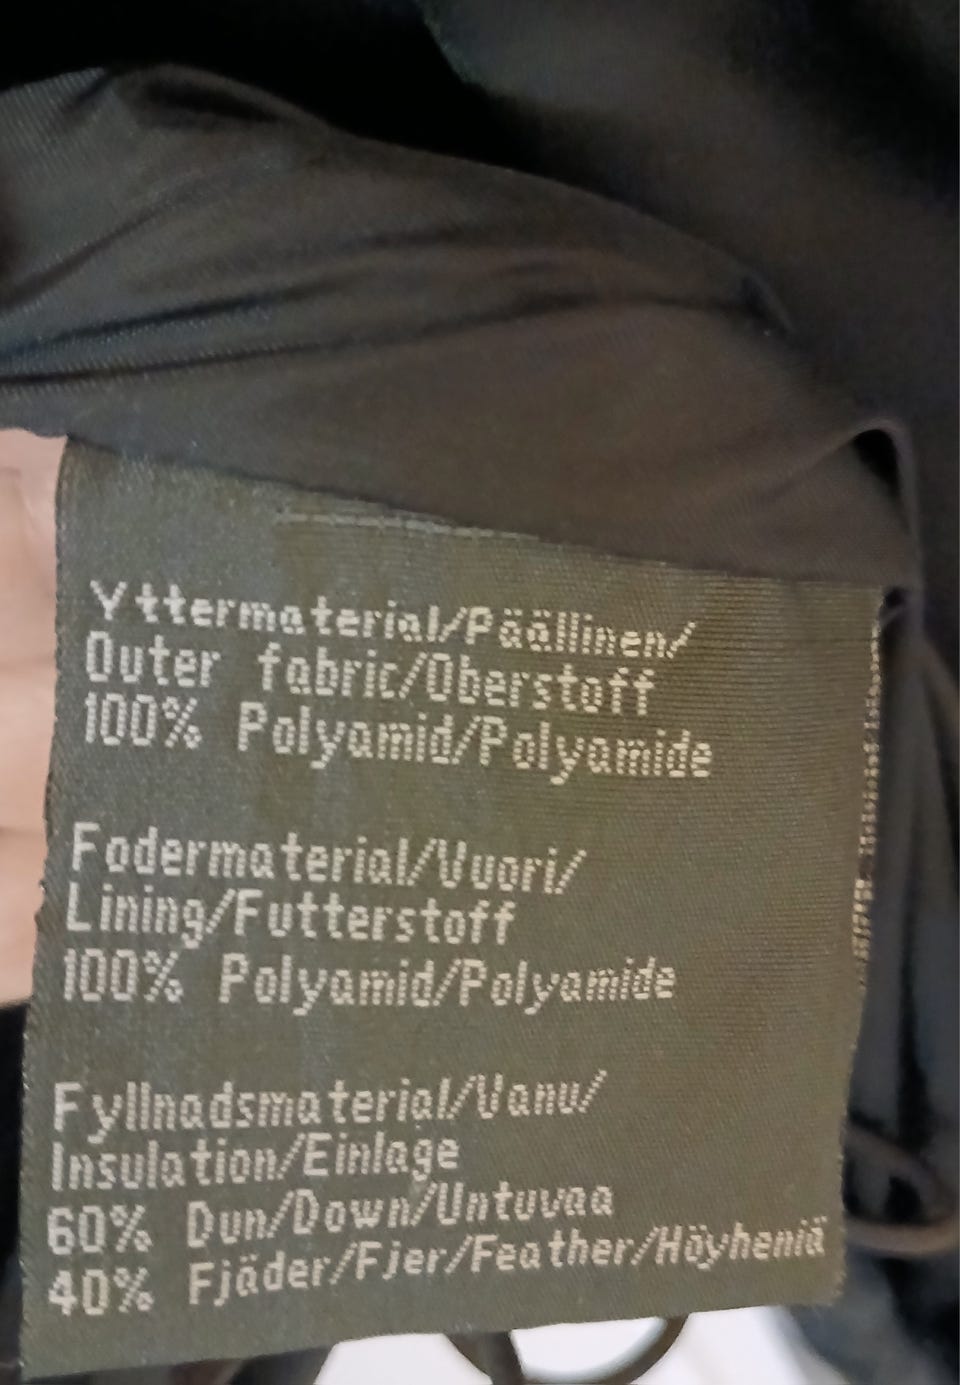 Yttermaterial/Päällinen/
Outer fabric/Oberstoff
100% Polyamid/Polyamide
Fodermaterial/Vuori/
Lining/Futterstoff
100% Polyamid/Polyamide
Fyllnadsmaterial/Vanu/
Insulation/Einlage
60% Dun/Down/Untuvaa
40% Fjäder/Fjer/Feather/Höyheniä